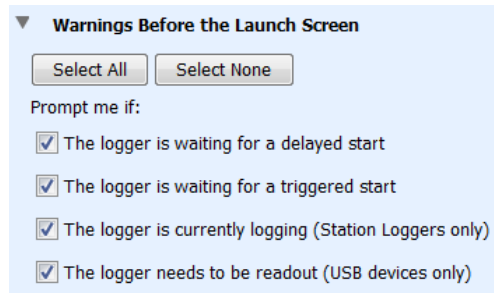 Warnings Before the Launch Screen
Select All Select None
Prompt me if:
The logger is waiting for a delayed start
The logger is waiting for a triggered start
The logger is currently logging (Station Loggers only)
The logger needs to be readout (USB devices only)